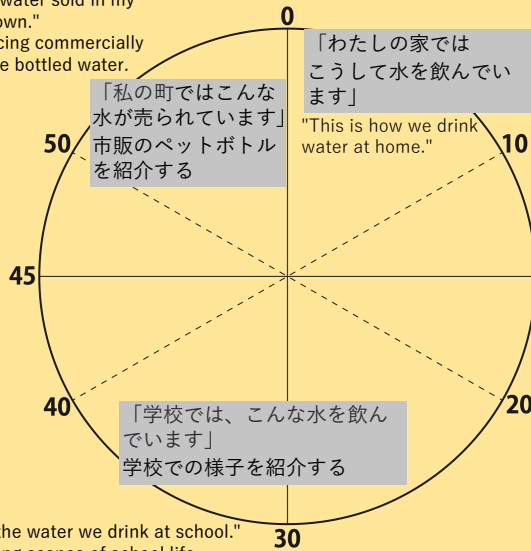 water sold in my
own."
cing commercially
e bottled water.
0
「わたしの家では
こうして水を飲んでい
ます」
"This is how we drink
water at home."
「私の町ではこんな
水が売られています」
市販のペットボトル
を紹介する
50
10
45
40
20
「学校では、こんな水を飲ん
でいます」
学校での様子を紹介する
the water we drink at school."
ng scenes of school life
30